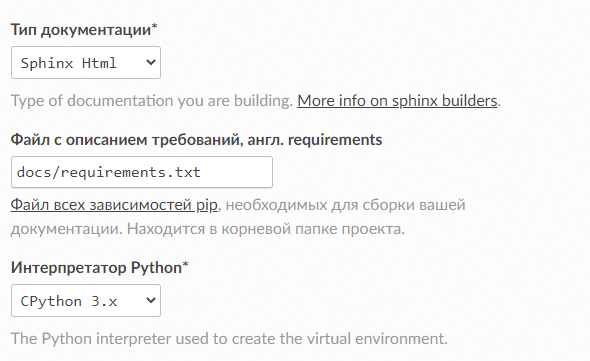 Тип документации*
Sphinx Html
Type of documentation you are building. More info on sphinx builders.
Файл с описанием требований, англ. requirements
docs/requirements.txt
Файл всех зависимостей pip, необходимых для сборки вашей
документации. Находится в корневой папке проекта.
Интерпретатор Python*
CPython 3.x
The Python interpreter used to create the virtual environment.